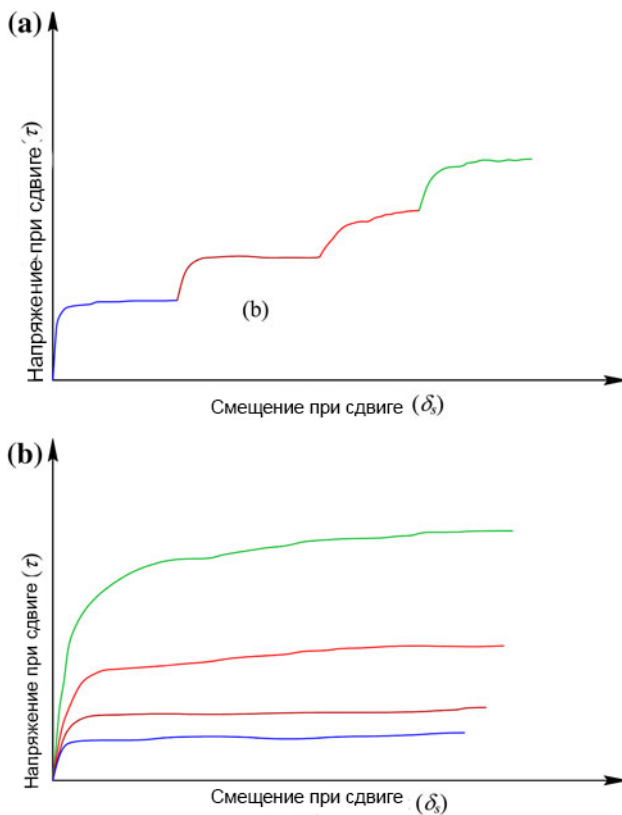 (a)
Напряжение при сдвиге (τ)
(b)
Смещение при сдвиге (δs)
(b)
Напряжение при сдвиге (τ)
Смещение при сдвиге (δs)